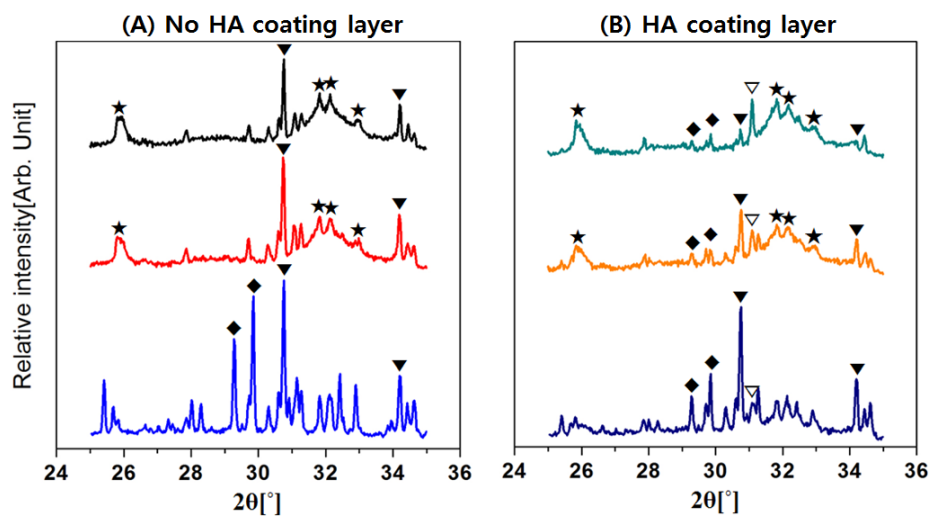 (A) No HA coating layer
(B) HA coating layer
Relative intensity[Arb. Unit]
24 26 28 30 32 34 36
2θ[°]
24 26 28 30 32 34 36
2θ[°]